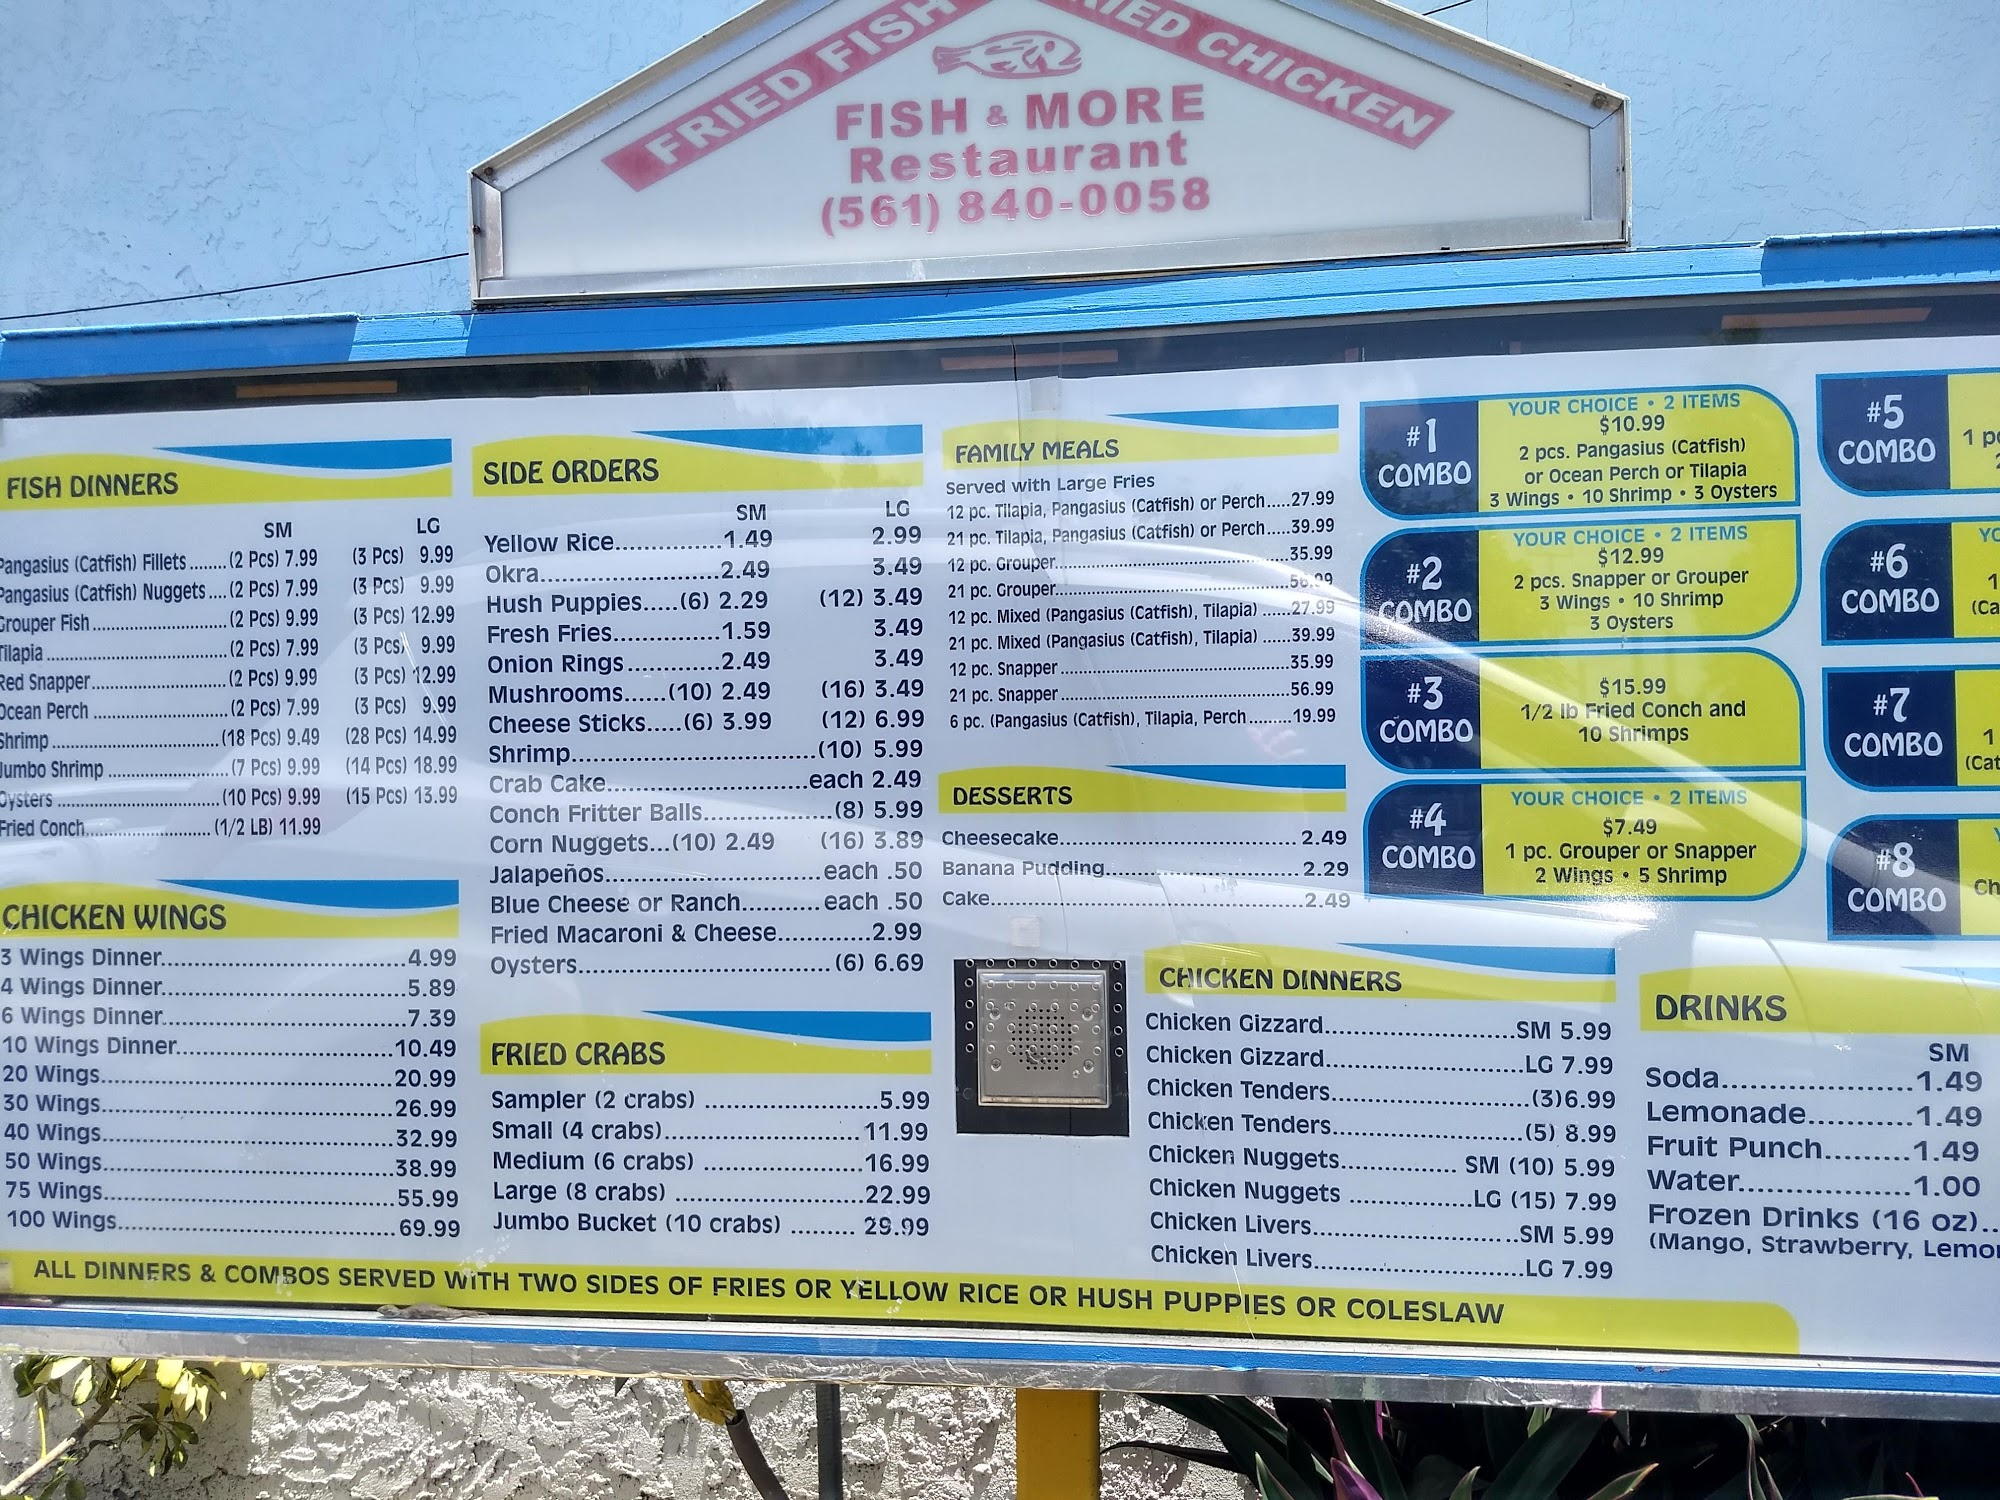 FRIED FISH
FRIED CHICKEN
FISH & MORE
Restaurant
(561) 840-0058
FISH DINNERS
SM LG
Pangasius (Catfish) Fillets........(2 Pcs) 7.99 (3 Pcs) 9.99
Pangasius (Catfish) Nuggets....(2 Pcs) 7.99 (3 Pcs) 9.99
Grouper Fish........(2 Pcs) 9.99 (3 Pcs) 12.99
Tilapia........(2 Pcs) 7.99 (3 Pcs) 9.99
Red Snapper........(2 Pcs) 9.99 (3 Pcs) 12.99
Ocean Perch........(2 Pcs) 7.99 (3 Pcs) 9.99
Shrimp........(18 Pcs) 9.49 (28 Pcs) 14.99
Jumbo Shrimp........(7 Pcs) 9.99 (14 Pcs) 18.99
Oysters........(10 Pcs) 9.99 (15 Pcs) 13.99
Fried Conch........(1/2 LB) 11.99
CHICKEN WINGS
3 Wings Dinner........4.99
4 Wings Dinner........5.89
6 Wings Dinner........7.39
10 Wings Dinner........10.49
20 Wings........20.99
30 Wings........26.99
40 Wings........32.99
50 Wings........38.99
75 Wings........55.99
100 Wings........69.99
SIDE ORDERS
SM LG
Yellow Rice........1.49 2.99
Okra........2.49 3.49
Hush Puppies.....(6) 2.29 (12) 3.49
Fresh Fries........1.59 3.49
Onion Rings........2.49 3.49
Mushrooms......(10) 2.49 (16) 3.49
Cheese Sticks.....(6) 3.99 (12) 6.99
Shrimp........(10) 5.99
Crab Cake........each 2.49
Conch Fritter Balls........(8) 5.99
Corn Nuggets...(10) 2.49 (16) 3.89
Jalapeños........each .50
Blue Cheese or Ranch........each .50
Fried Macaroni & Cheese........2.99
Oysters........(6) 6.69
FRIED CRABS
Sampler (2 crabs) ........5.99
Small (4 crabs)........11.99
Medium (6 crabs) ........16.99
Large (8 crabs) ........22.99
Jumbo Bucket (10 crabs) ........ 29.99
FAMILY MEALS
Served with Large Fries
12 pc. Tilapia, Pangasius (Catfish) or Perch.....27.99
21 pc. Tilapia, Pangasius (Catfish) or Perch....39.99
12 pc. Grouper........35.99
21 pc. Grouper........56.99
12 pc. Mixed (Pangasius (Catfish), Tilapia) .....27.99
21 pc. Mixed (Pangasius (Catfish), Tilapia) ......39.99
12 pc. Snapper........35.99
21 pc. Snapper........56.99
6 pc. (Pangasius (Catfish), Tilapia, Perch.........19.99
DESSERTS
Cheesecake........2.49
Banana Pudding........2.29
Cake........2.49
CHICKEN DINNERS
Chicken Gizzard........SM 5.99
Chicken Gizzard........LG 7.99
Chicken Tenders........(3)6.99
Chicken Tenders........(5) 8.99
Chicken Nuggets........ SM (10) 5.99
Chicken Nuggets ........LG (15) 7.99
Chicken Livers........SM 5.99
Chicken Livers........LG 7.99
#1
COMBO
YOUR CHOICE • 2 ITEMS
$10.99
2 pcs. Pangasius (Catfish)
or Ocean Perch or Tilapia
3 Wings • 10 Shrimp • 3 Oysters
#2
COMBO
YOUR CHOICE • 2 ITEMS
$12.99
2 pcs. Snapper or Grouper
3 Wings • 10 Shrimp
3 Oysters
#3
COMBO
$15.99
1/2 lb Fried Conch and
10 Shrimps
#4
COMBO
YOUR CHOICE • 2 ITEMS
$7.49
1 pc. Grouper or Snapper
2 Wings • 5 Shrimp
#5
COMBO
1
#6
COMBO
1
(Ca
#7
COMBO
1
(Cat
#8
COMBO
Ch
DRINKS
SM
Soda........1.49
Lemonade........1.49
Fruit Punch........1.49
Water........1.00
Frozen Drinks (16 oz)..
(Mango, Strawberry, Lemo
ALL DINNERS & COMBOS SERVED WITH TWO SIDES OF FRIES OR YELLOW RICE OR HUSH PUPPIES OR COLESLAW